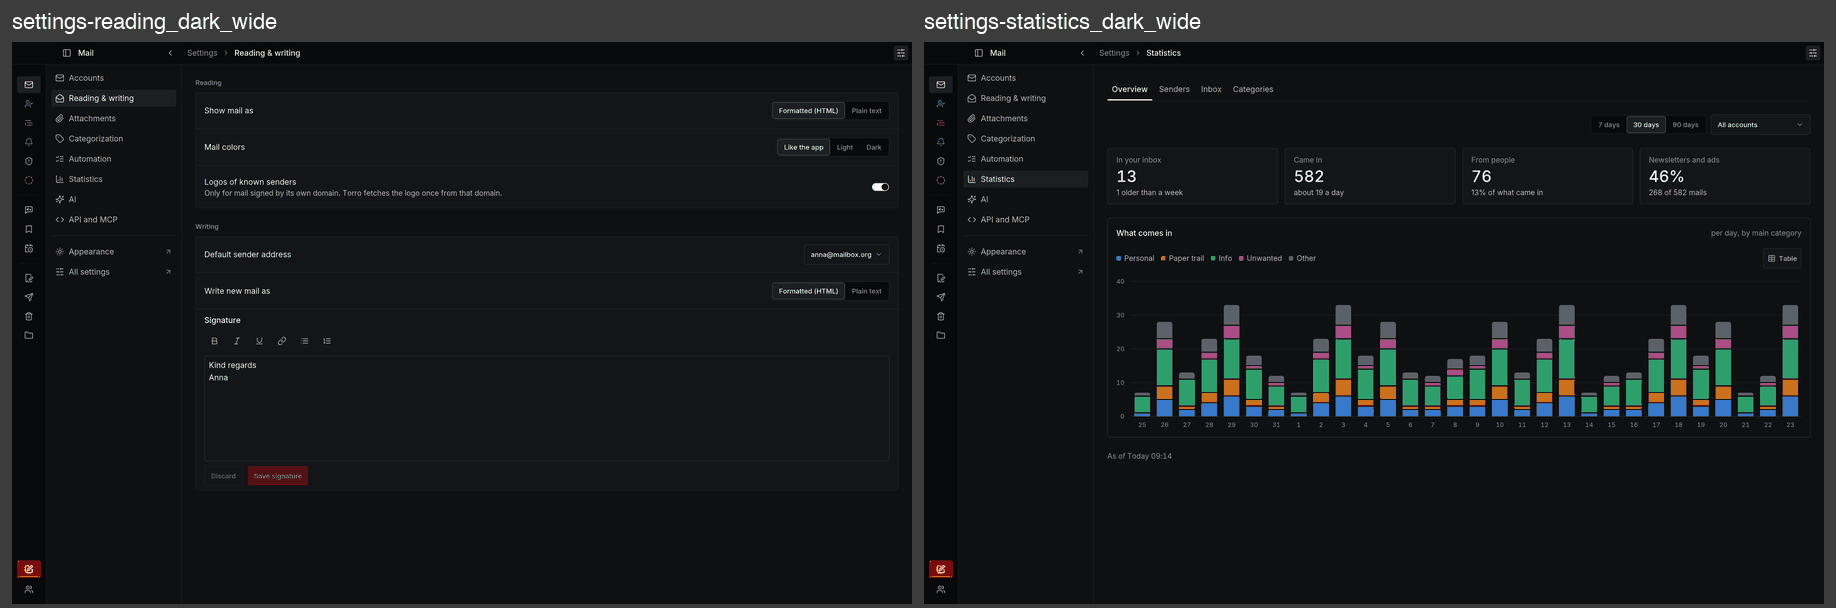 settings-reading_dark_wide
Mail
Settings > Reading & writing
Accounts
Reading & writing
Attachments
Categorization
Automation
Statistics
AI
API and MCP
Appearance
All settings
Reading
Show mail as
Formatted (HTML) Plain text
Mail colors
Like the app Light Dark
Logos of known senders
Only for mail signed by its own domain. Torro fetches the logo once from that domain.
Writing
Default sender address
anna@mailbox.org
Write new mail as
Formatted (HTML) Plain text
Signature
B I U
Kind regards
Anna
Discard Save signature
settings-statistics_dark_wide
Mail
Settings > Statistics
Accounts
Reading & writing
Attachments
Categorization
Automation
Statistics
AI
API and MCP
Appearance
All settings
Overview Senders Inbox Categories
7 days 30 days 90 days All accounts
In your inbox
13
1 older than a week
Came in
582
about 19 a day
From people
76
13% of what came in
Newsletters and ads
46%
268 of 582 mails
What comes in
per day, by main category
Personal Paper trail Info Unwanted Other
Table
40
30
20
10
0
25 26 27 28 29 30 31 1 2 3 4 5 6 7 8 9 10 11 12 13 14 15 16 17 18 19 20 21 22 23
As of Today 09:14